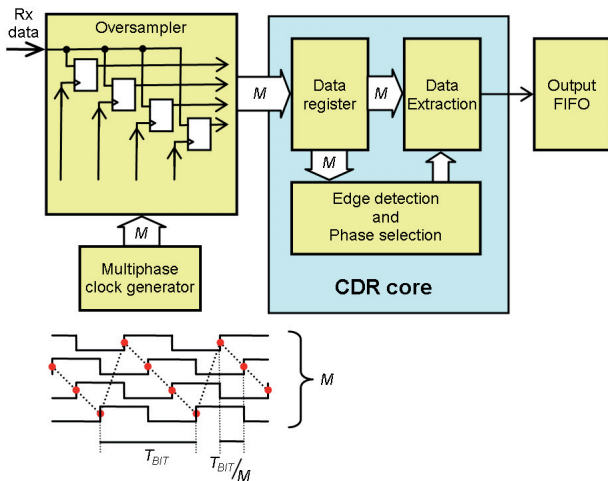 Rx
data
Oversampler
M
Data
register
M
Data
Extraction
Output
FIFO
M
Edge detection
and
Phase selection
M
Multiphase
clock generator
CDR core
M
T_BIT
T_BIT/M